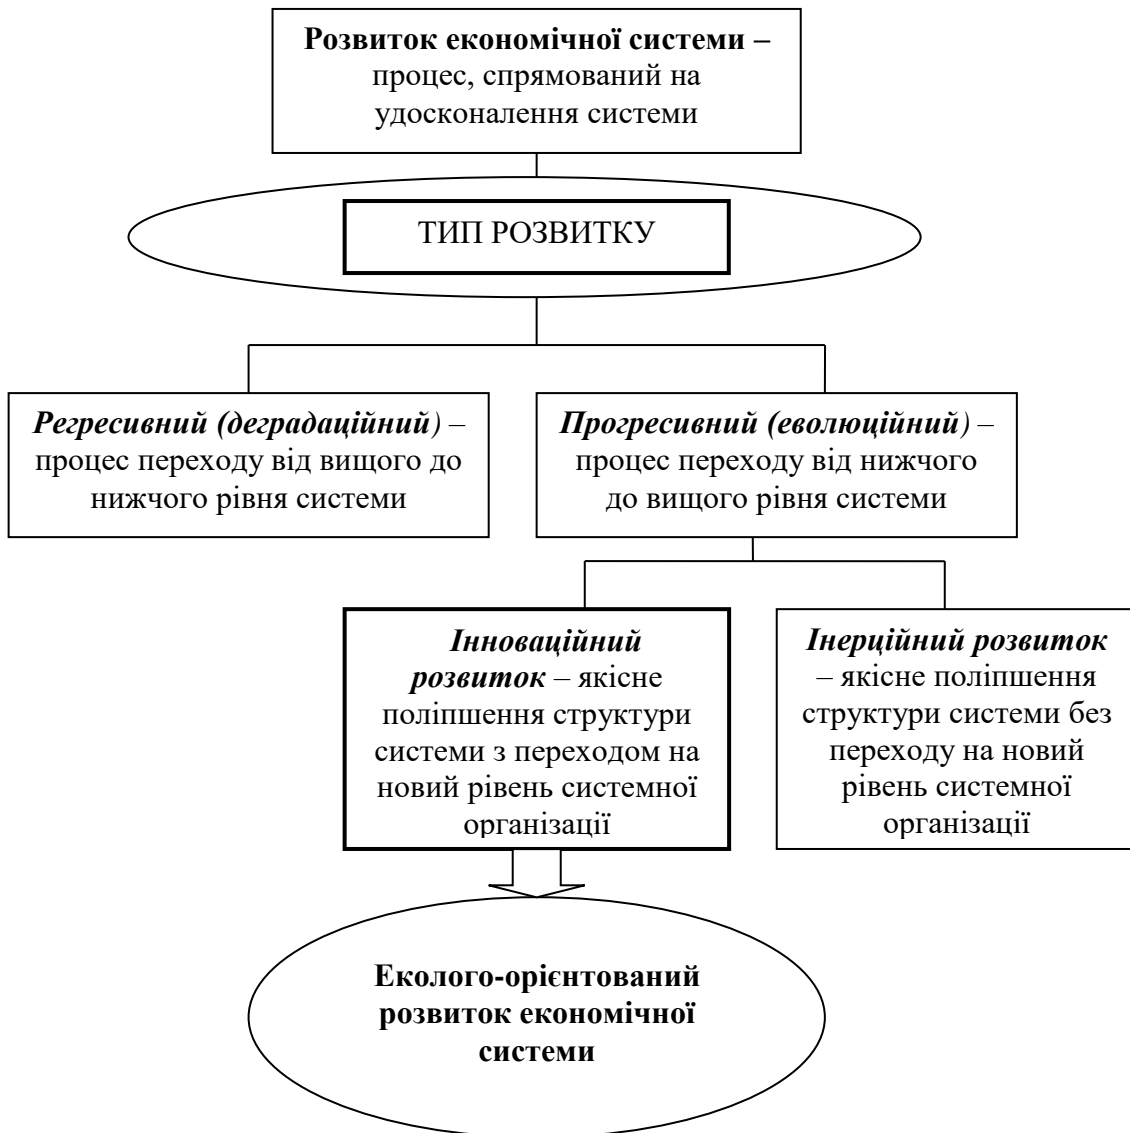 Розвиток економічної системи –
процес, спрямований на
удосконалення системи
ТИП РОЗВИТКУ
Регресивний (деградаційний) –
процес переходу від вищого до
нижчого рівня системи
Прогресивний (еволюційний) –
процес переходу від нижчого
до вищого рівня системи
Інноваційний
розвиток – якісне
поліпшення структури
системи з переходом на
новий рівень системної
організації
Інерційний розвиток
– якісне поліпшення
структури системи без
переходу на новий
рівень системної
організації
Еколого-орієнтований
розвиток економічної
системи